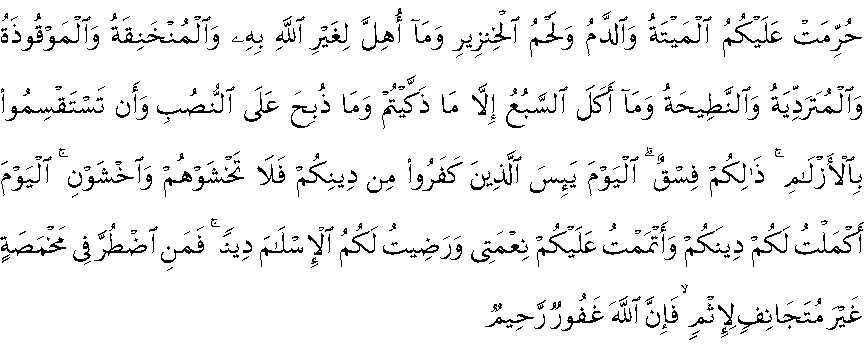 حُرِّمَتْ عَلَيْكُمُ ٱلْمَيْتَةُ وَٱلدَّمُ وَلَحْمُ ٱلْخِنزِيرِ وَمَآ أُهِلَّ لِغَيْرِ ٱللَّهِ بِهِۦ وَٱلْمُنْخَنِقَةُ وَٱلْمَوْقُوذَةُ
وَٱلْمُتَرَدِّيَةُ وَٱلنَّطِيحَةُ وَمَآ أَكَلَ ٱلسَّبُعُ إِلَّا مَا ذَكَّيْتُمْ وَمَا ذُبِحَ عَلَى ٱلنُّصُبِ وَأَن تَسْتَقْسِمُوا۟
بِٱلْأَزْلَـٰمِ ۚ ذَٰلِكُمْ فِسْقٌ ۗ ٱلْيَوْمَ يَئِسَ ٱلَّذِينَ كَفَرُوا۟ مِن دِينِكُمْ فَلَا تَخْشَوْهُمْ وَٱخْشَوْنِ ۚ ٱلْيَوْمَ
أَكْمَلْتُ لَكُمْ دِينَكُمْ وَأَتْمَمْتُ عَلَيْكُمْ نِعْمَتِى وَرَضِيتُ لَكُمُ ٱلْإِسْلَـٰمَ دِينًا ۚ فَمَنِ ٱضْطُرَّ فِى مَخْمَصَةٍ
غَيْرَ مُتَجَانِفٍ لِّإِثْمٍ ۙ فَإِنَّ ٱللَّهَ غَفُورٌ رَّحِيمٌ